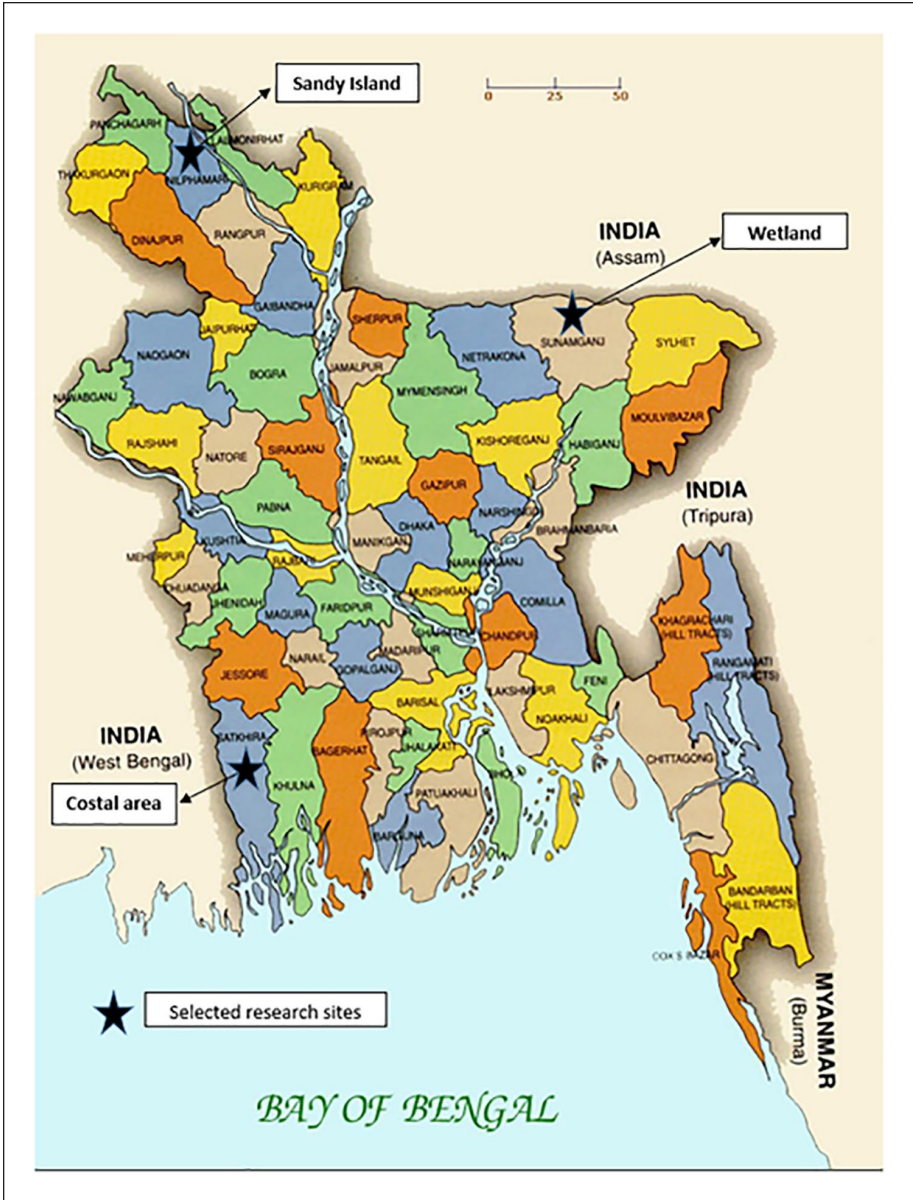 Sandy Island
0 25 50
PANCHAGARH
LALMONIRHAT
THAKURGAON
NILPHAMARI
KURIGRAM
DINAJPUR
RANGPUR
INDIA
(Assam)
Wetland
GAIBANDHA
SHERPUR
JAIPURHAT
SUNAMGANJ
SYLHET
NAOGAON
NETRAKONA
JAMALPUR
BOGRA
MYMENSINGH
NAWABGANJ
MOULVIBAZAR
RAJSHAHI
KISHOREGANJ
HABIGANJ
SIRAJGANJ
NATORE
TANGAIL
GAZIPUR
INDIA
(Tripura)
PABNA
NARSHINGDI
DHAKA
BRAHMANBARIA
KUSHTIA
MANIKGANJ
MEHERPUR
RAJBARI
NARAYANGANJ
CHUADANGA
MUNSHIGANJ
JHENIDAH
COMILLA
MAGURA
FARIDPUR
KHAGRACHARI
(HILL TRACTS)
CHANDPUR
MADARIPUR
NARAIL
RANGAMATI
(HILL TRACTS)
JESSORE
GOPALGANJ
FENI
LAKSHMIPUR
BARISAL
NOAKHALI
INDIA
(West Bengal)
SATKHIRA
PIROJPUR
BAGERHAT
JHALAKATI
CHITTAGONG
BHOLA
KHULNA
PATUAKHALI
Costal area
BARGUNA
BANDARBAN
(HILL TRACTS)
COX S BAZAR
MYANMAR
(Burma)
Selected research sites
BAY OF BENGAL